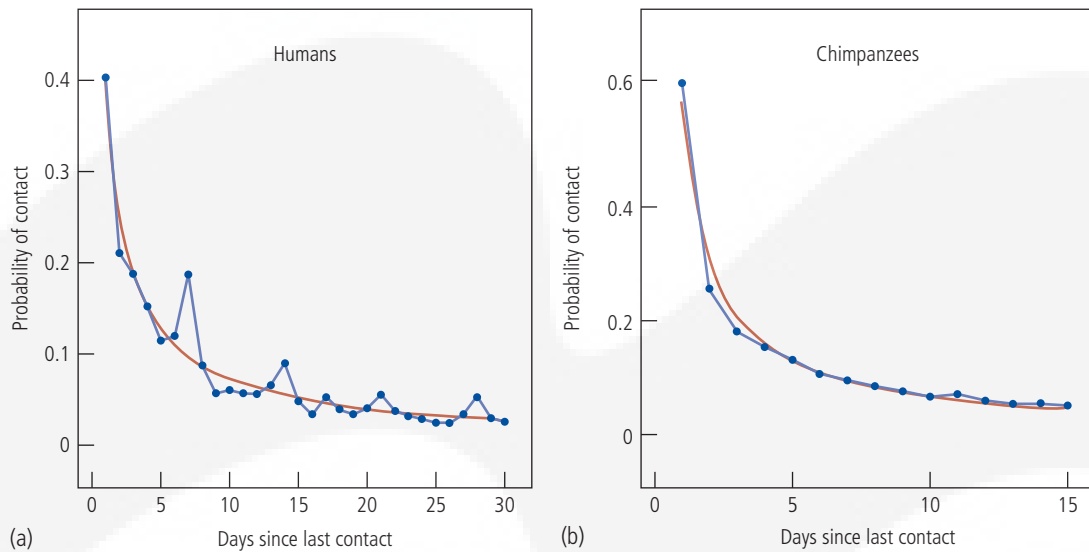 Humans
0.4
0.3
0.2
0.1
0
Probability of contact
0 5 10 15 20 25 30
Days since last contact
(a)
Chimpanzees
0.6
0.4
0.2
0
Probability of contact
0 5 10 15
Days since last contact
(b)